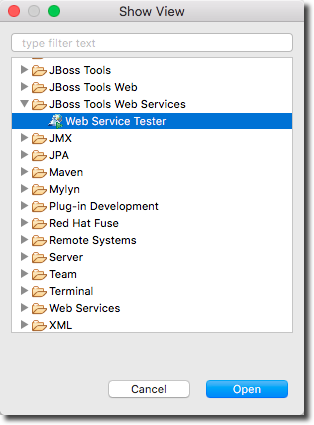 Show View
type filter text
JBoss Tools
JBoss Tools Web
JBoss Tools Web Services
Web Service Tester
JMX
JPA
Maven
Mylyn
Plug-in Development
Red Hat Fuse
Remote Systems
Server
Team
Terminal
Web Services
XML
Cancel
Open